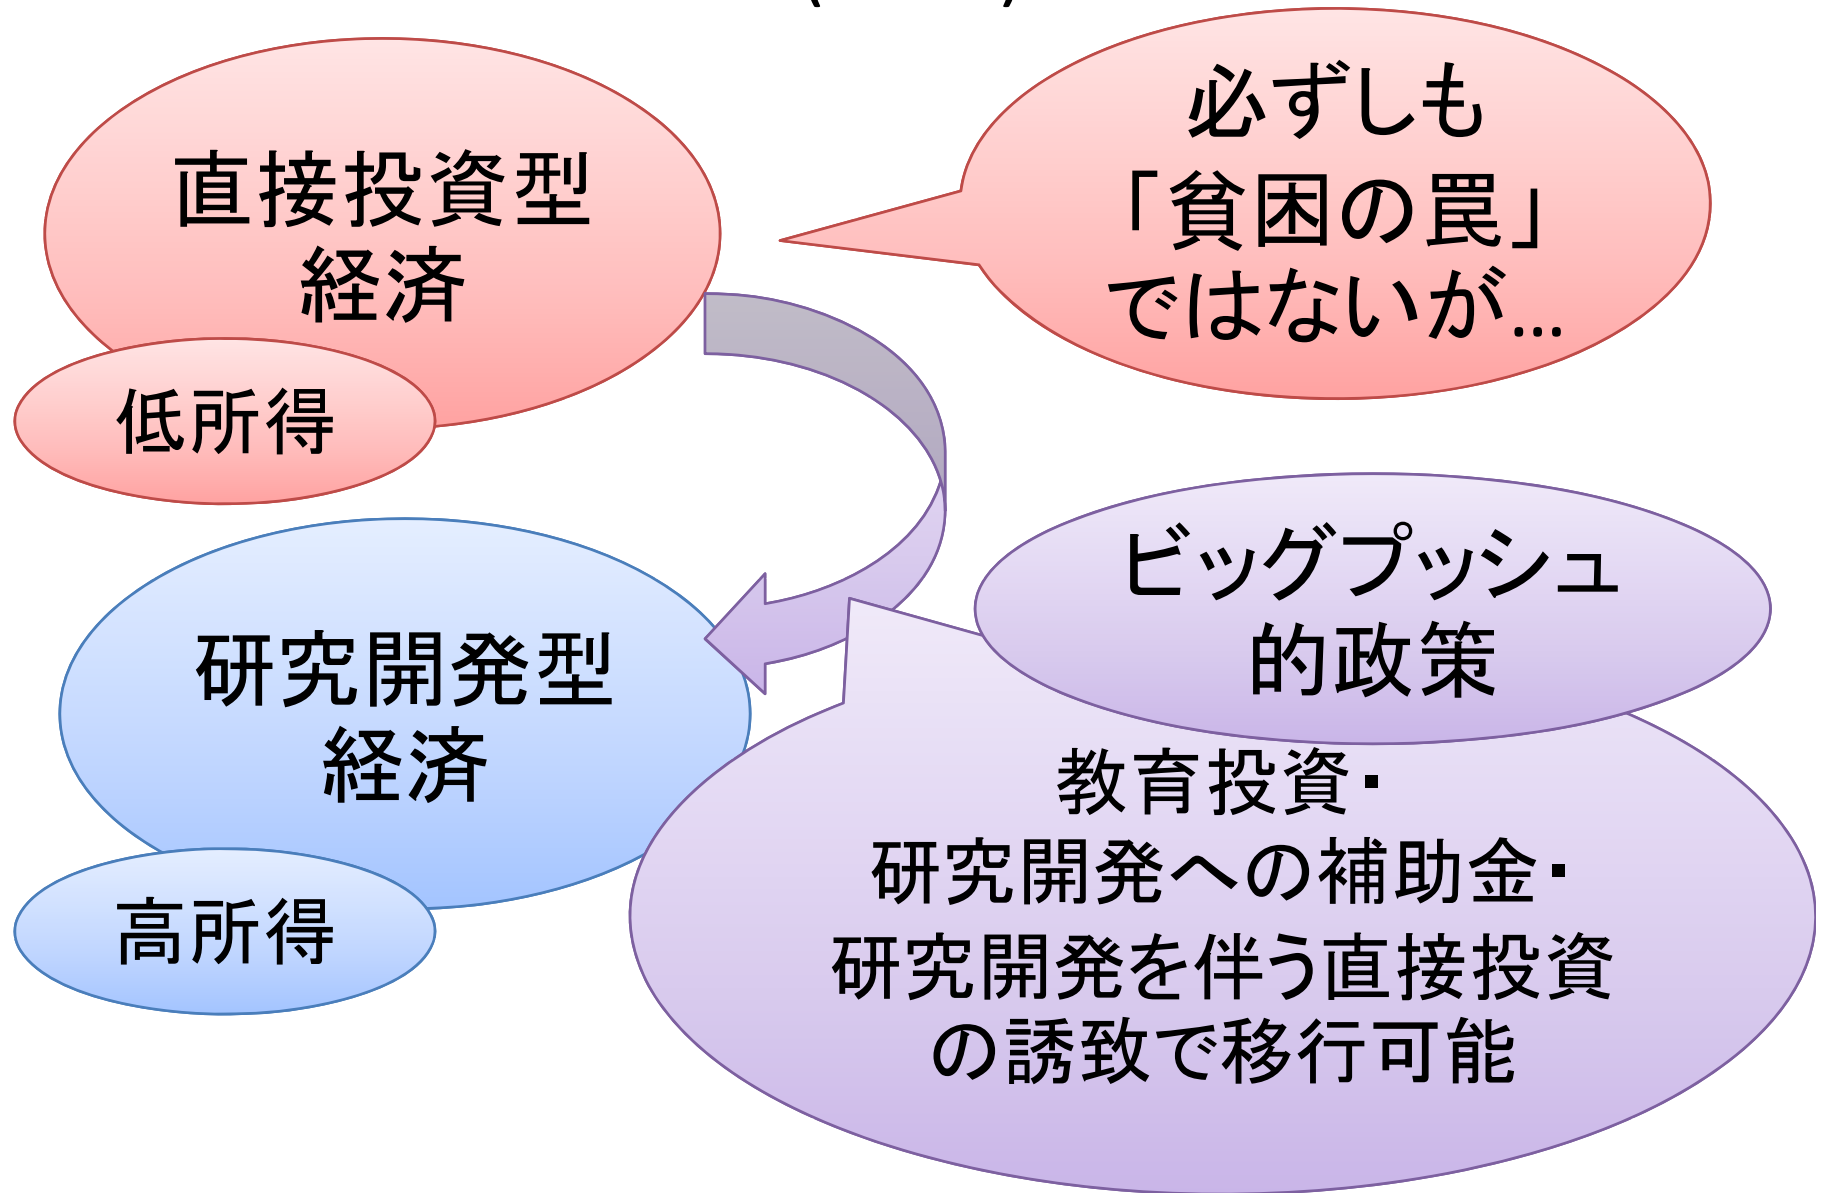 直接投資型
経済
低所得
必ずしも
「貧困の罠」
ではないが…
研究開発型
経済
高所得
ビッグプッシュ
的政策
教育投資・
研究開発への補助金・
研究開発を伴う直接投資
の誘致で移行可能